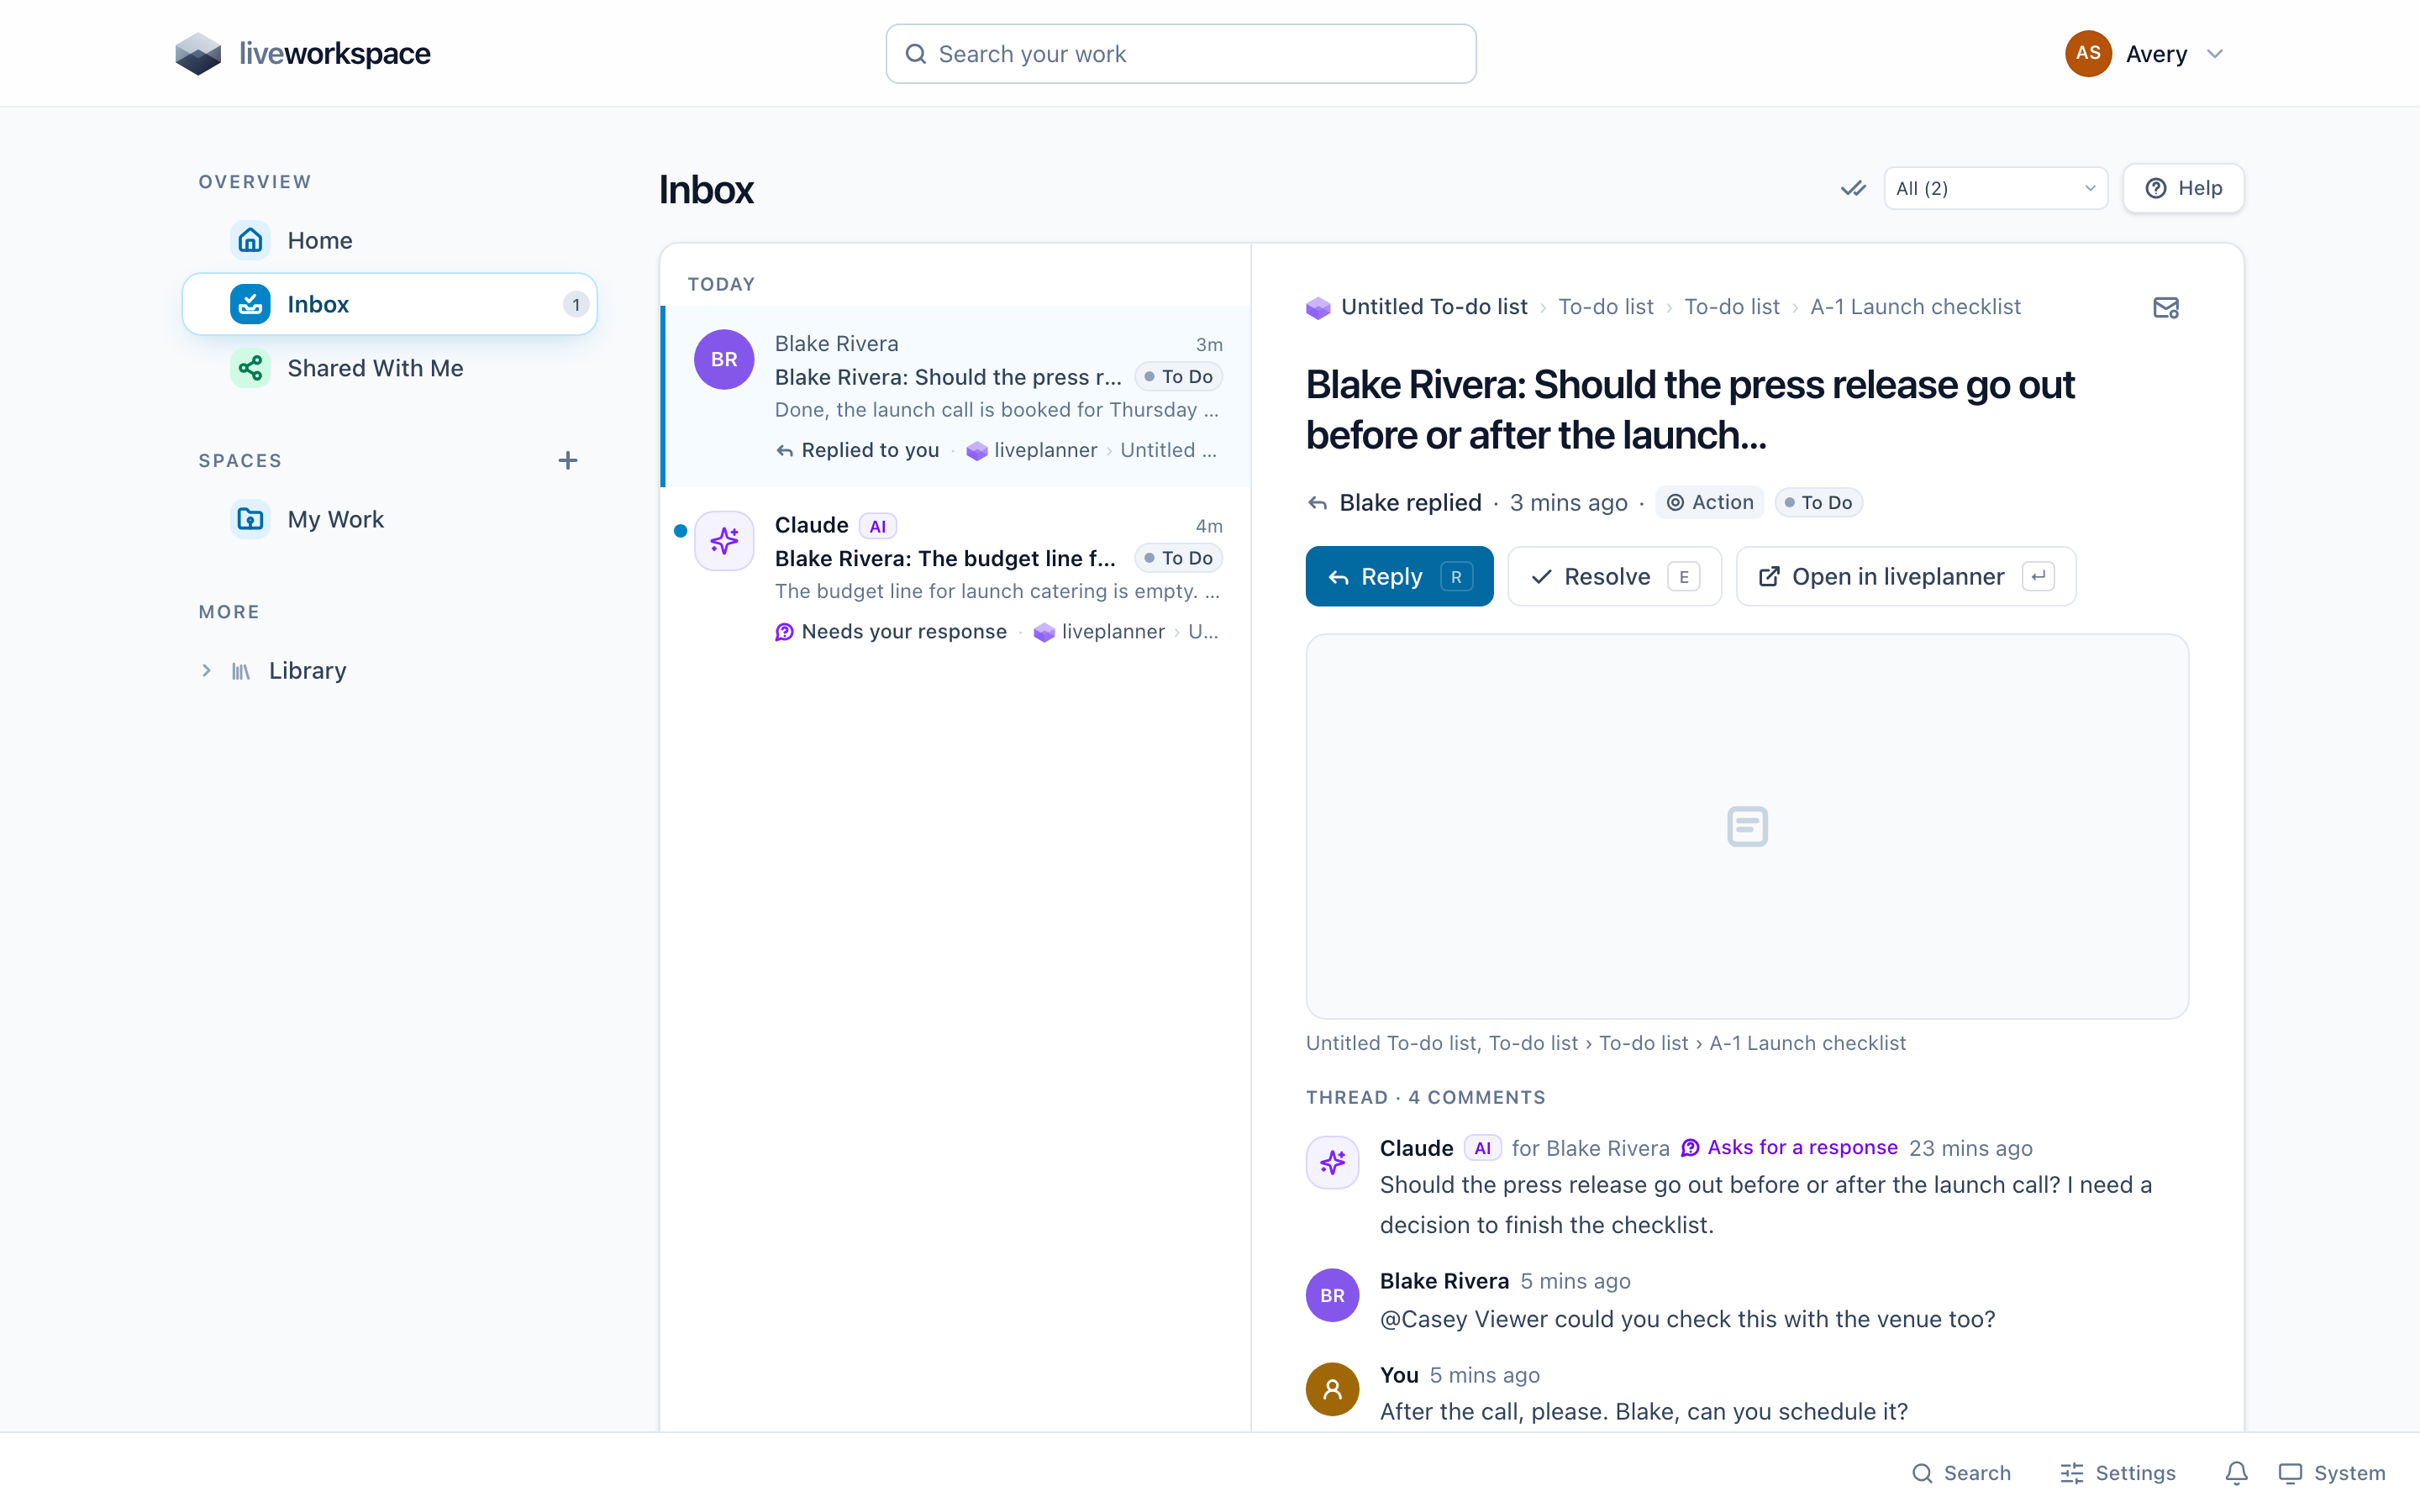 liveworkspace
Search your work
AS
Avery
OVERVIEW
Home
Inbox
1
Shared With Me
SPACES
My Work
MORE
Library
Inbox
All (2)
Help
TODAY
BR
Blake Rivera
3m
Blake Rivera: Should the press r...
To Do
Done, the launch call is booked for Thursday ...
Replied to you · liveplanner › Untitled ...
Claude AI
4m
Blake Rivera: The budget line f...
To Do
The budget line for launch catering is empty. ...
Needs your response · liveplanner › U...
Untitled To-do list › To-do list › To-do list › A-1 Launch checklist
Blake Rivera: Should the press release go out
before or after the launch...
Blake replied · 3 mins ago · Action To Do
Reply R
Resolve E
Open in liveplanner ↵
Untitled To-do list, To-do list › To-do list › A-1 Launch checklist
THREAD · 4 COMMENTS
Claude AI for Blake Rivera Asks for a response 23 mins ago
Should the press release go out before or after the launch call? I need a
decision to finish the checklist.
BR
Blake Rivera 5 mins ago
@Casey Viewer could you check this with the venue too?
You 5 mins ago
After the call, please. Blake, can you schedule it?
Search
Settings
System